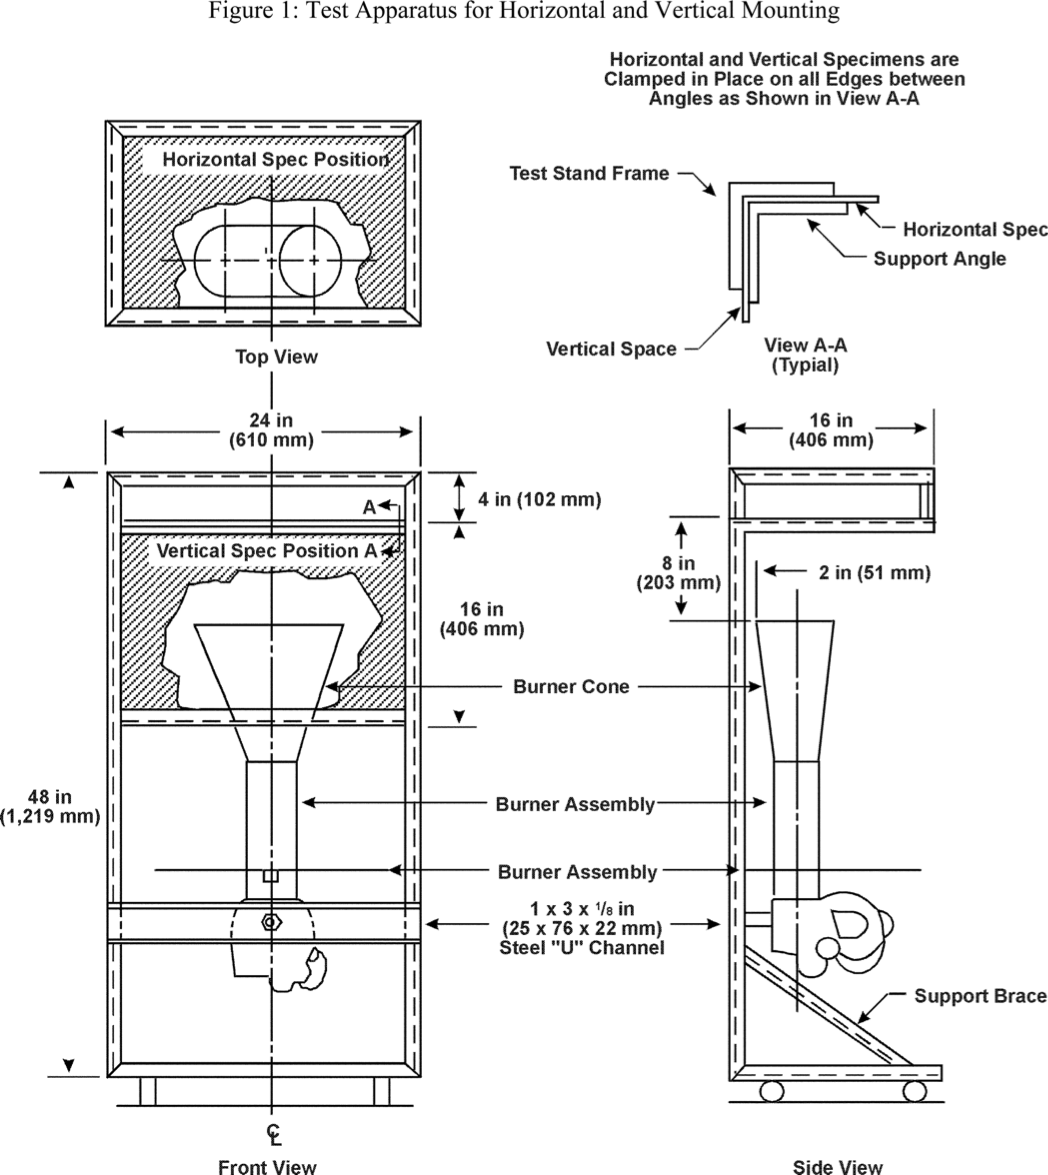 Figure 1: Test Apparatus for Horizontal and Vertical Mounting
Horizontal and Vertical Specimens are
Clamped in Place on all Edges between
Angles as Shown in View A-A
Horizontal Spec Position
Top View
Test Stand Frame
Horizontal Spec
Support Angle
Vertical Space
View A-A
(Typial)
24 in
(610 mm)
4 in (102 mm)
A
Vertical Spec Position A
16 in
(406 mm)
48 in
(1,219 mm)
16 in
(406 mm)
8 in
(203 mm)
2 in (51 mm)
Burner Cone
Burner Assembly
Burner Assembly
1 x 3 x 1/8 in
(25 x 76 x 22 mm)
Steel "U" Channel
Support Brace
℄
Front View
Side View